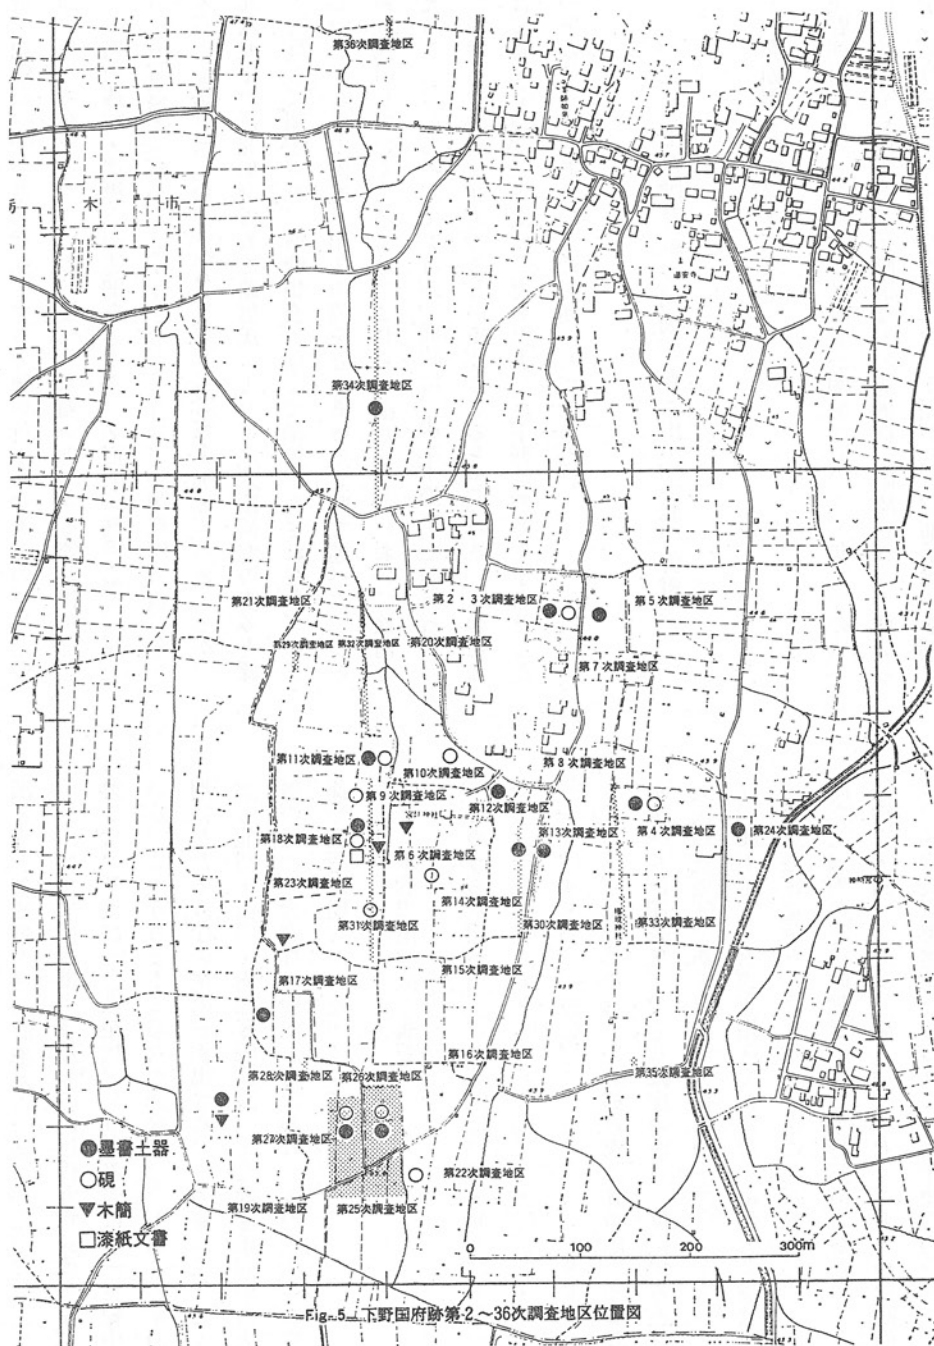 第36次調査地区
木
市
第34次調査地区
第21次調査地区
第2・3次調査地区
第5次調査地区
第29次調査地区
第32次調査地区
第20次調査地区
第7次調査地区
第11次調査地区
第10次調査地区
第8次調査地区
第9次調査地区
第12次調査地区
第18次調査地区
第6次調査地区
第13次調査地区
第4次調査地区
第24次調査地区
第23次調査地区
第14次調査地区
第31次調査地区
第30次調査地区
第33次調査地区
第15次調査地区
第17次調査地区
第16次調査地区
第28次調査地区
第26次調査地区
第35次調査地区
第27次調査地区
第22次調査地区
第19次調査地区
第25次調査地区
墨書土器
硯
木簡
漆紙文書
0 100 200 300m
Fig.5 下野国府跡第2～36次調査地区位置図